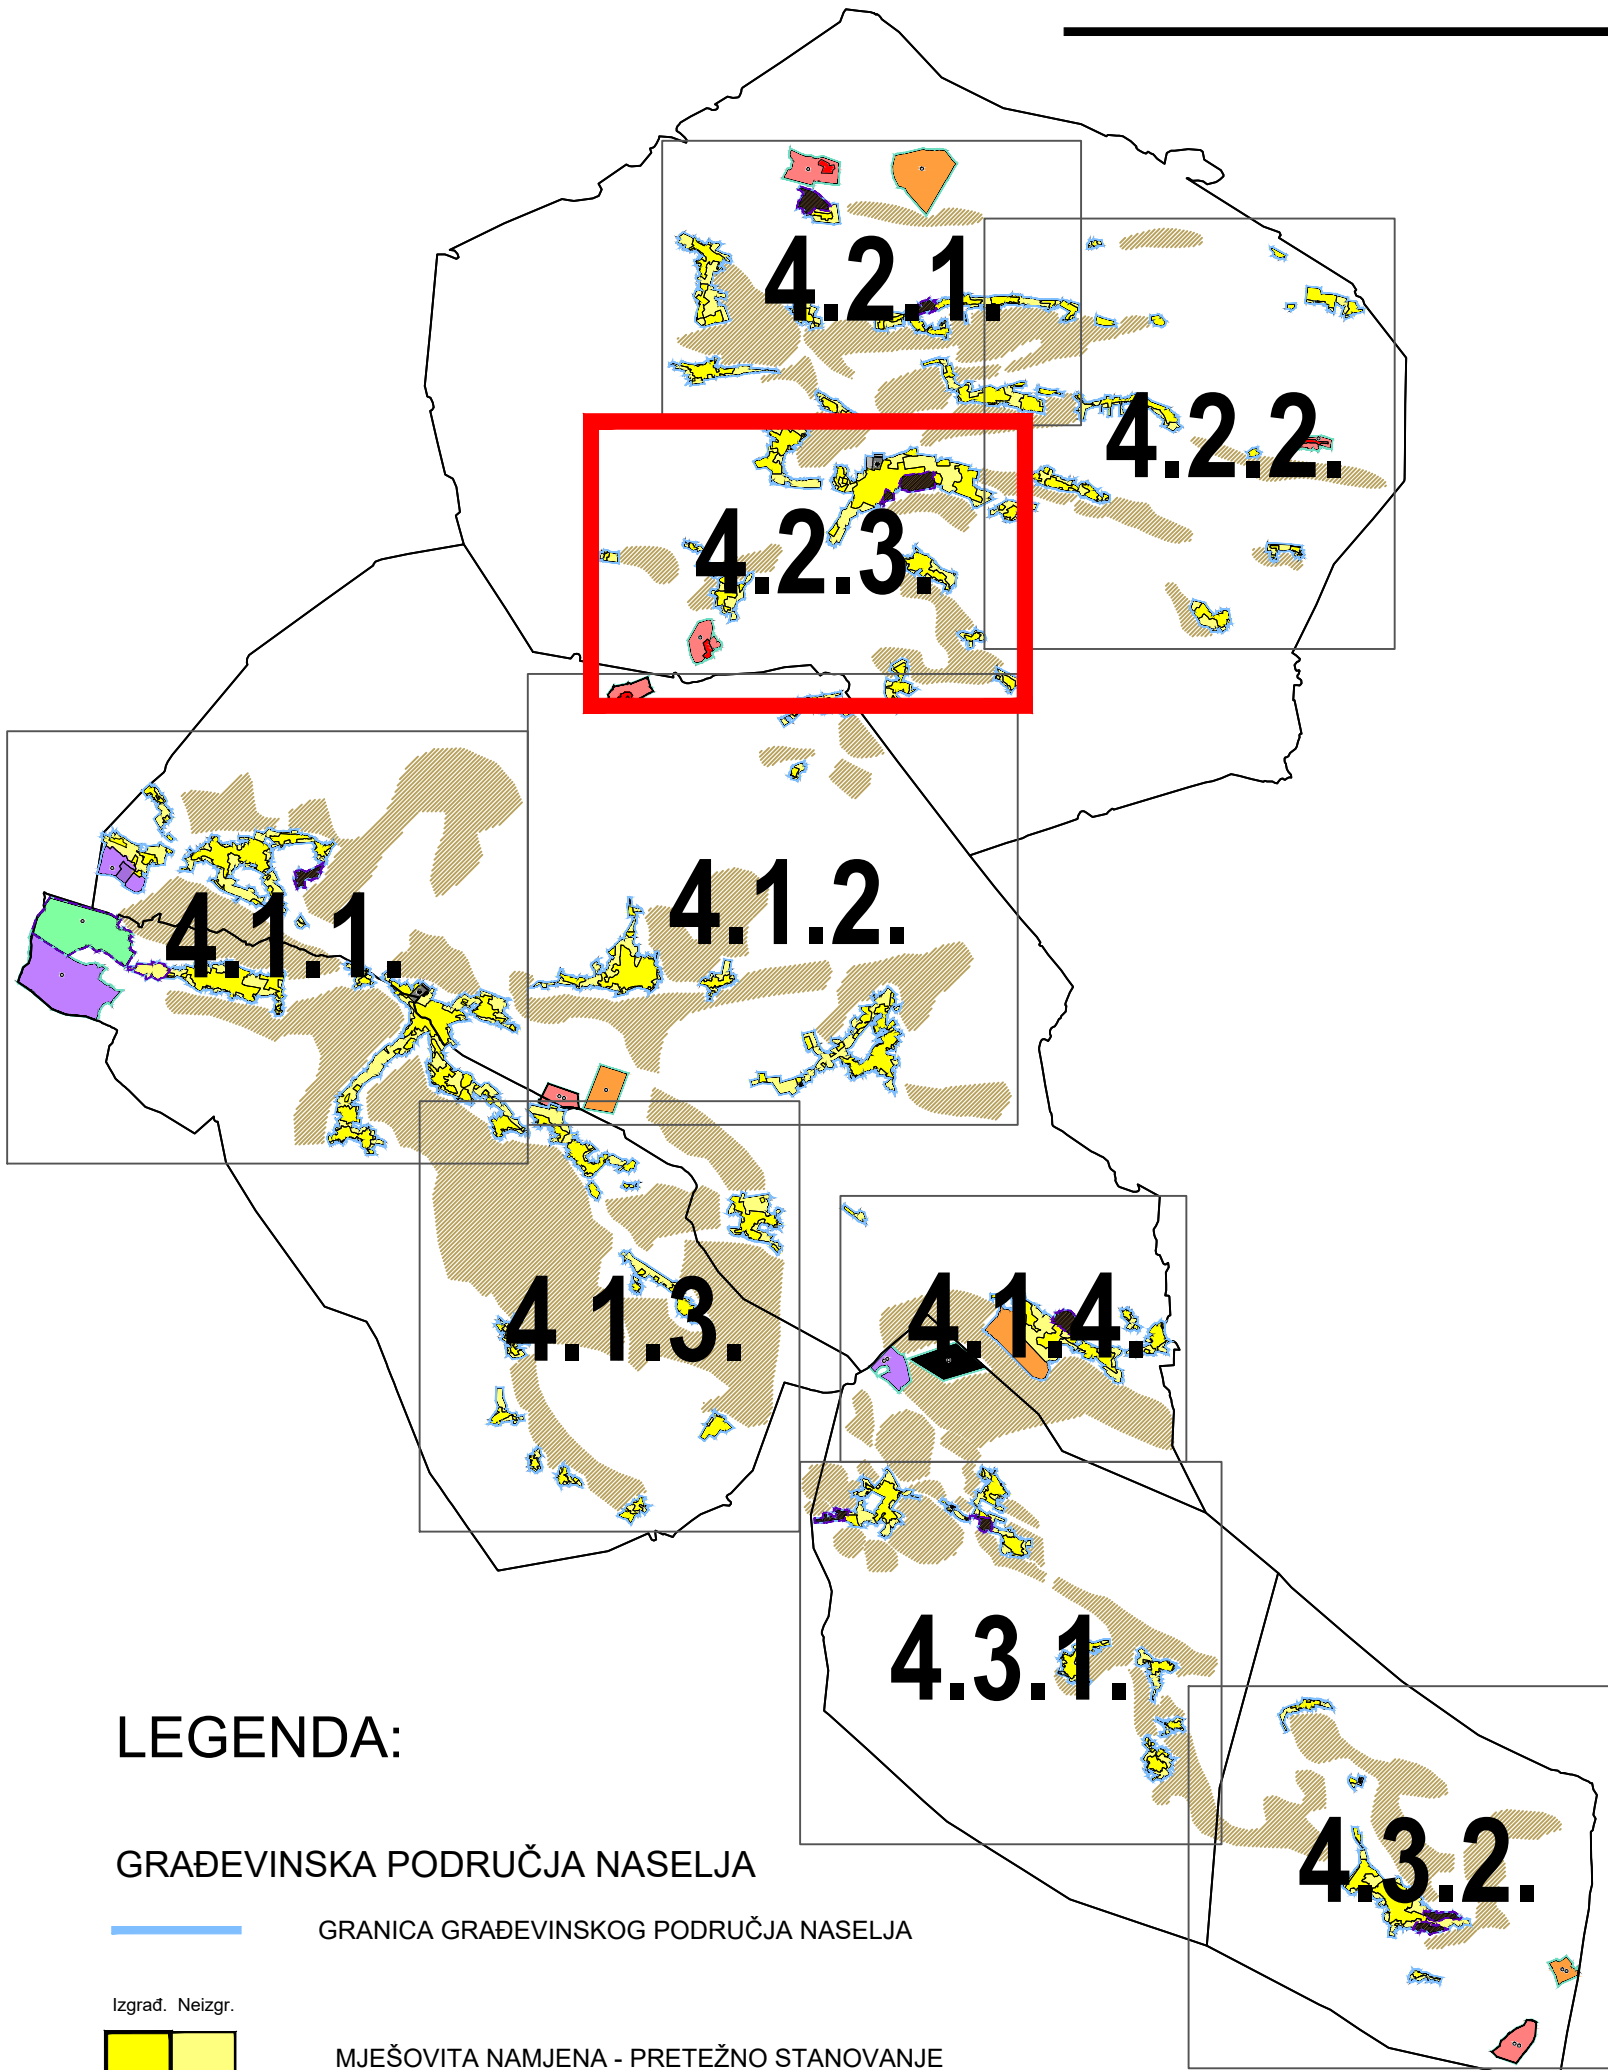 4.2.1.
4.2.2.
4.2.3.
4.1.2.
4.1.1.
4.1.3.
4.1.4.
4.3.1.
4.3.2.
LEGENDA:
GRAĐEVINSKA PODRUČJA NASELJA
GRANICA GRAĐEVINSKOG PODRUČJA NASELJA
Izgrađ. Neizgr.
MJEŠOVITA NAMJENA - PRETEŽNO STANOVANJE